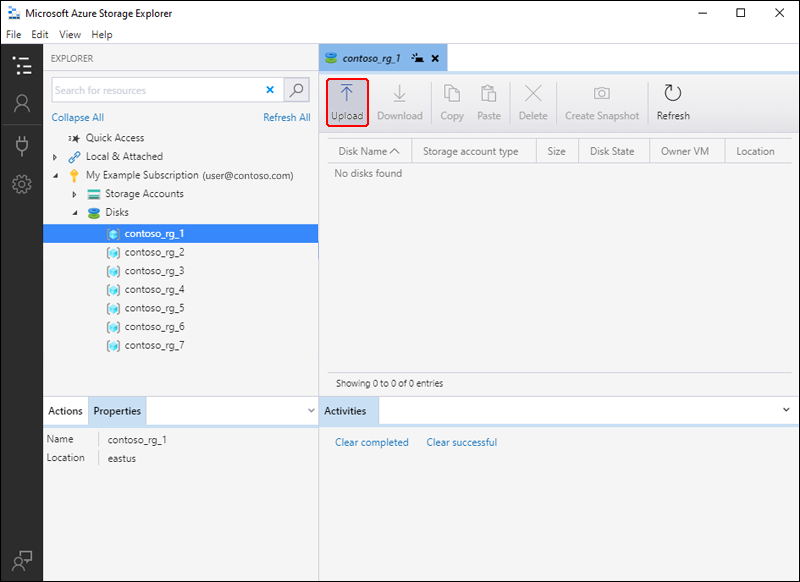 Microsoft Azure Storage Explorer
File Edit View Help
EXPLORER
Search for resources
Collapse All Refresh All
Quick Access
Local & Attached
My Example Subscription (user@contoso.com)
Storage Accounts
Disks
contoso_rg_1
contoso_rg_2
contoso_rg_3
contoso_rg_4
contoso_rg_5
contoso_rg_6
contoso_rg_7
Actions Properties
Name contoso_rg_1
Location eastus
contoso_rg_1
Upload Download Copy Paste Delete Create Snapshot Refresh
Disk Name Storage account type Size Disk State Owner VM Location
No disks found
Showing 0 to 0 of 0 entries
Activities
Clear completed Clear successful